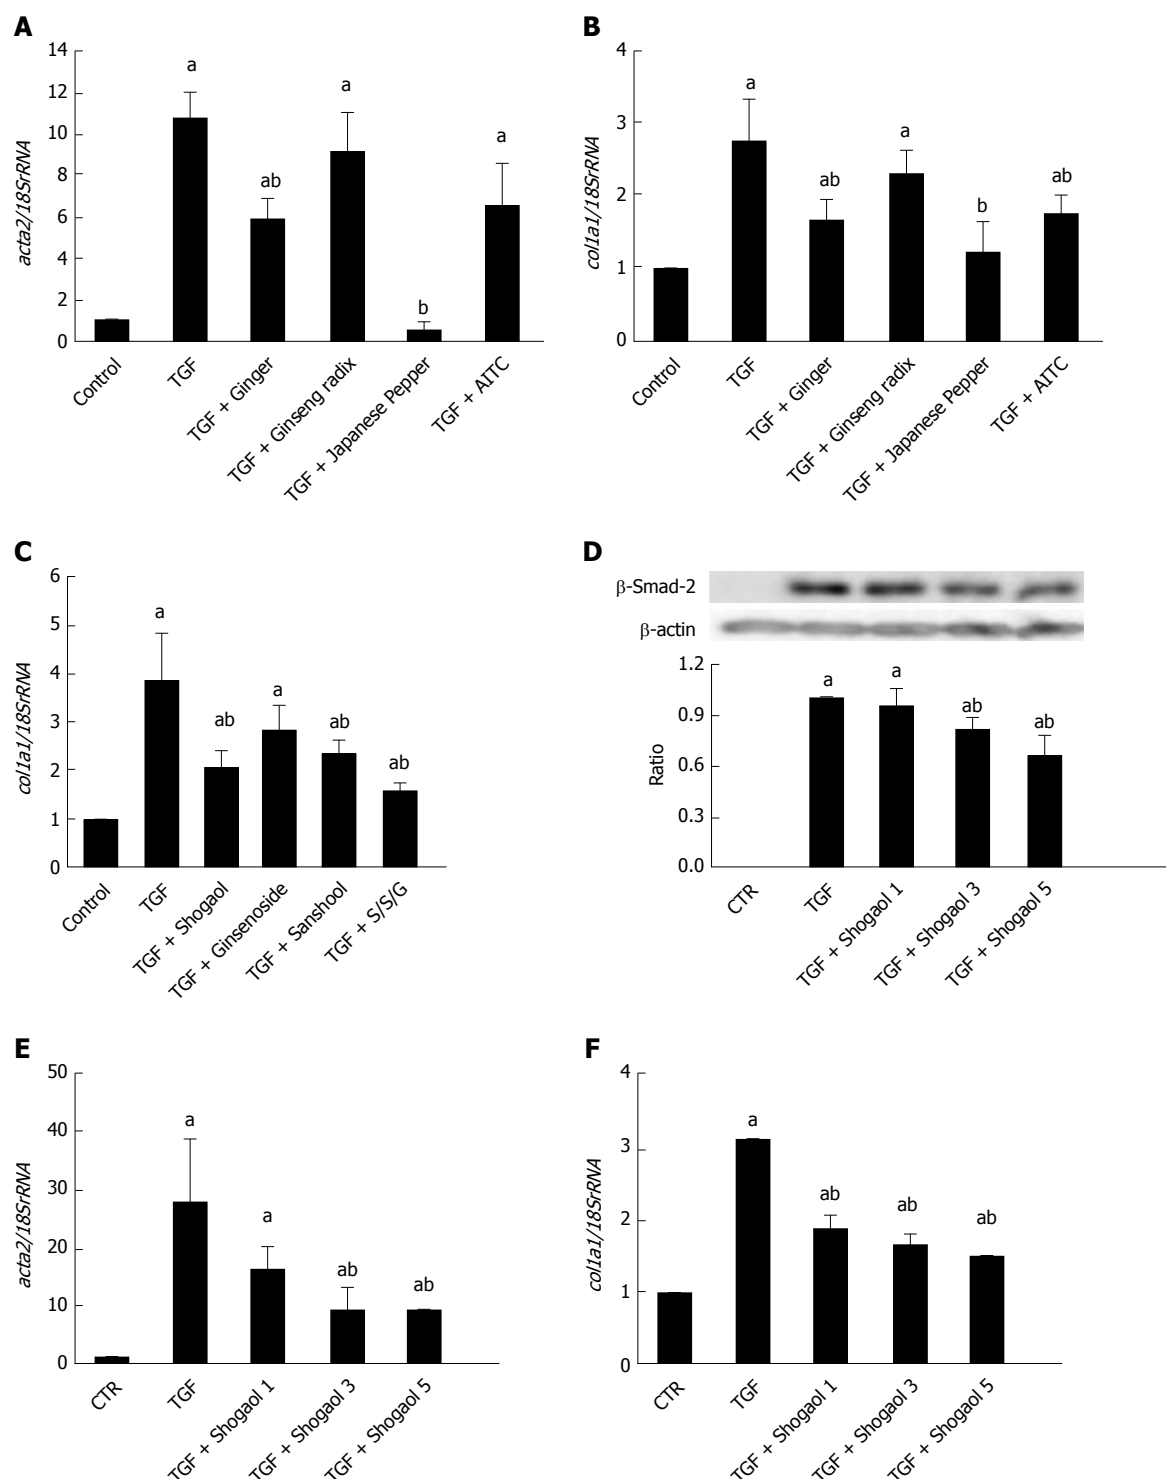 A
14
12
10
8
6
4
2
0
acta2/18SrRNA
a
ab
a
b
a
Control
TGF
TGF + Ginger
TGF + Ginseng radix
TGF + Japanese Pepper
TGF + AITC
B
4
3
2
1
0
col1a1/18SrRNA
a
ab
a
b
ab
Control
TGF
TGF + Ginger
TGF + Ginseng radix
TGF + Japanese Pepper
TGF + AITC
C
6
5
4
3
2
1
0
col1a1/18SrRNA
a
ab
a
ab
ab
Control
TGF
TGF + Shogaol
TGF + Ginsenoside
TGF + Sanshool
TGF + S/S/G
D
β-Smad-2
β-actin
1.2
0.9
0.6
0.3
0.0
Ratio
a
a
ab
ab
CTR
TGF
TGF + Shogaol 1
TGF + Shogaol 3
TGF + Shogaol 5
E
50
40
30
20
10
0
acta2/18SrRNA
a
a
ab
ab
CTR
TGF
TGF + Shogaol 1
TGF + Shogaol 3
TGF + Shogaol 5
F
4
3
2
1
0
col1a1/18SrRNA
a
ab
ab
ab
CTR
TGF
TGF + Shogaol 1
TGF + Shogaol 3
TGF + Shogaol 5